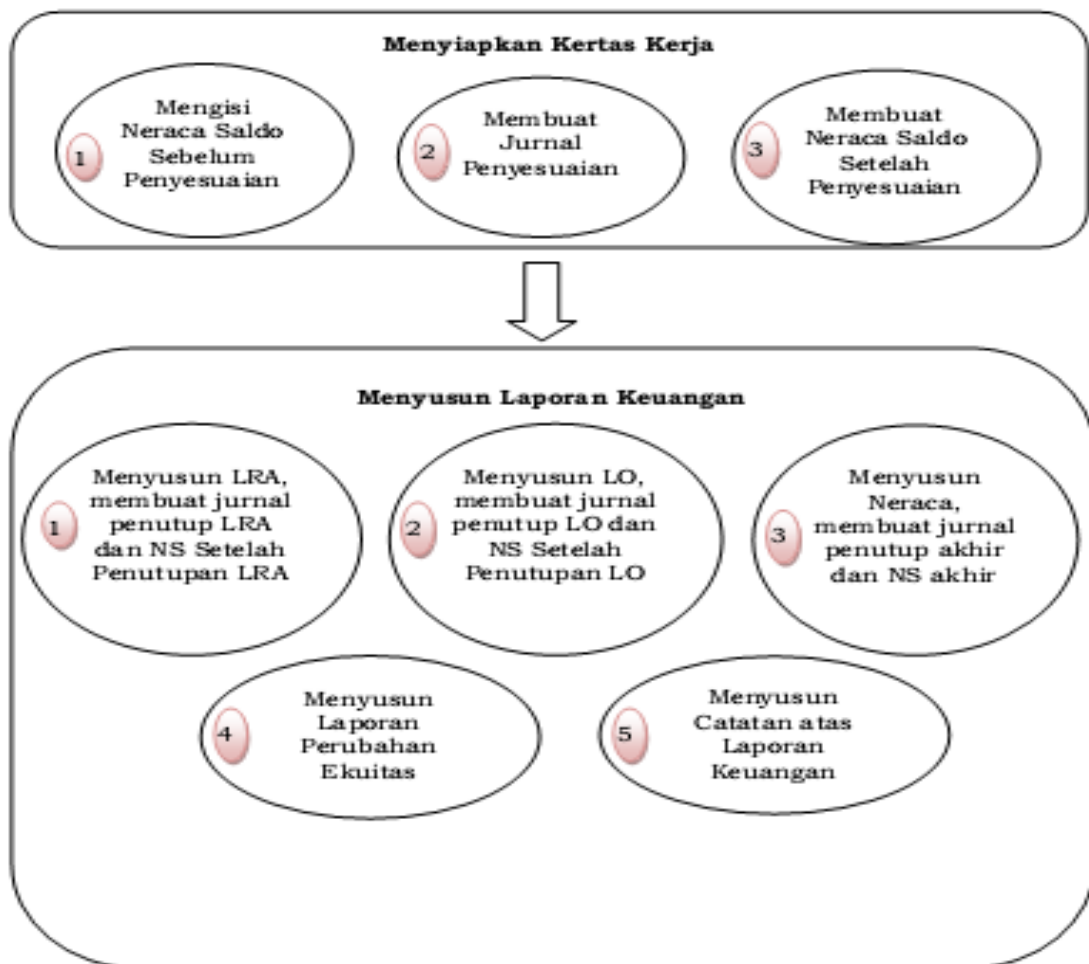 Menyiapkan Kertas Kerja
1
Mengisi
Neraca Saldo
Sebelum
Penyesuaian
2
Membuat
Jurnal
Penyesuaian
3
Membuat
Neraca Saldo
Setelah
Penyesuaian
Menyusun Laporan Keuangan
1
Menyusun LRA,
membuat jurnal
penutup LRA
dan NS Setelah
Penutupan LRA
2
Menyusun LO,
membuat jurnal
penutup LO dan
NS Setelah
Penutupan LO
3
Menyusun
Neraca,
membuat jurnal
penutup akhir
dan NS akhir
4
Menyusun
Laporan
Perubahan
Ekuitas
5
Menyusun
Catatan atas
Laporan
Keuangan